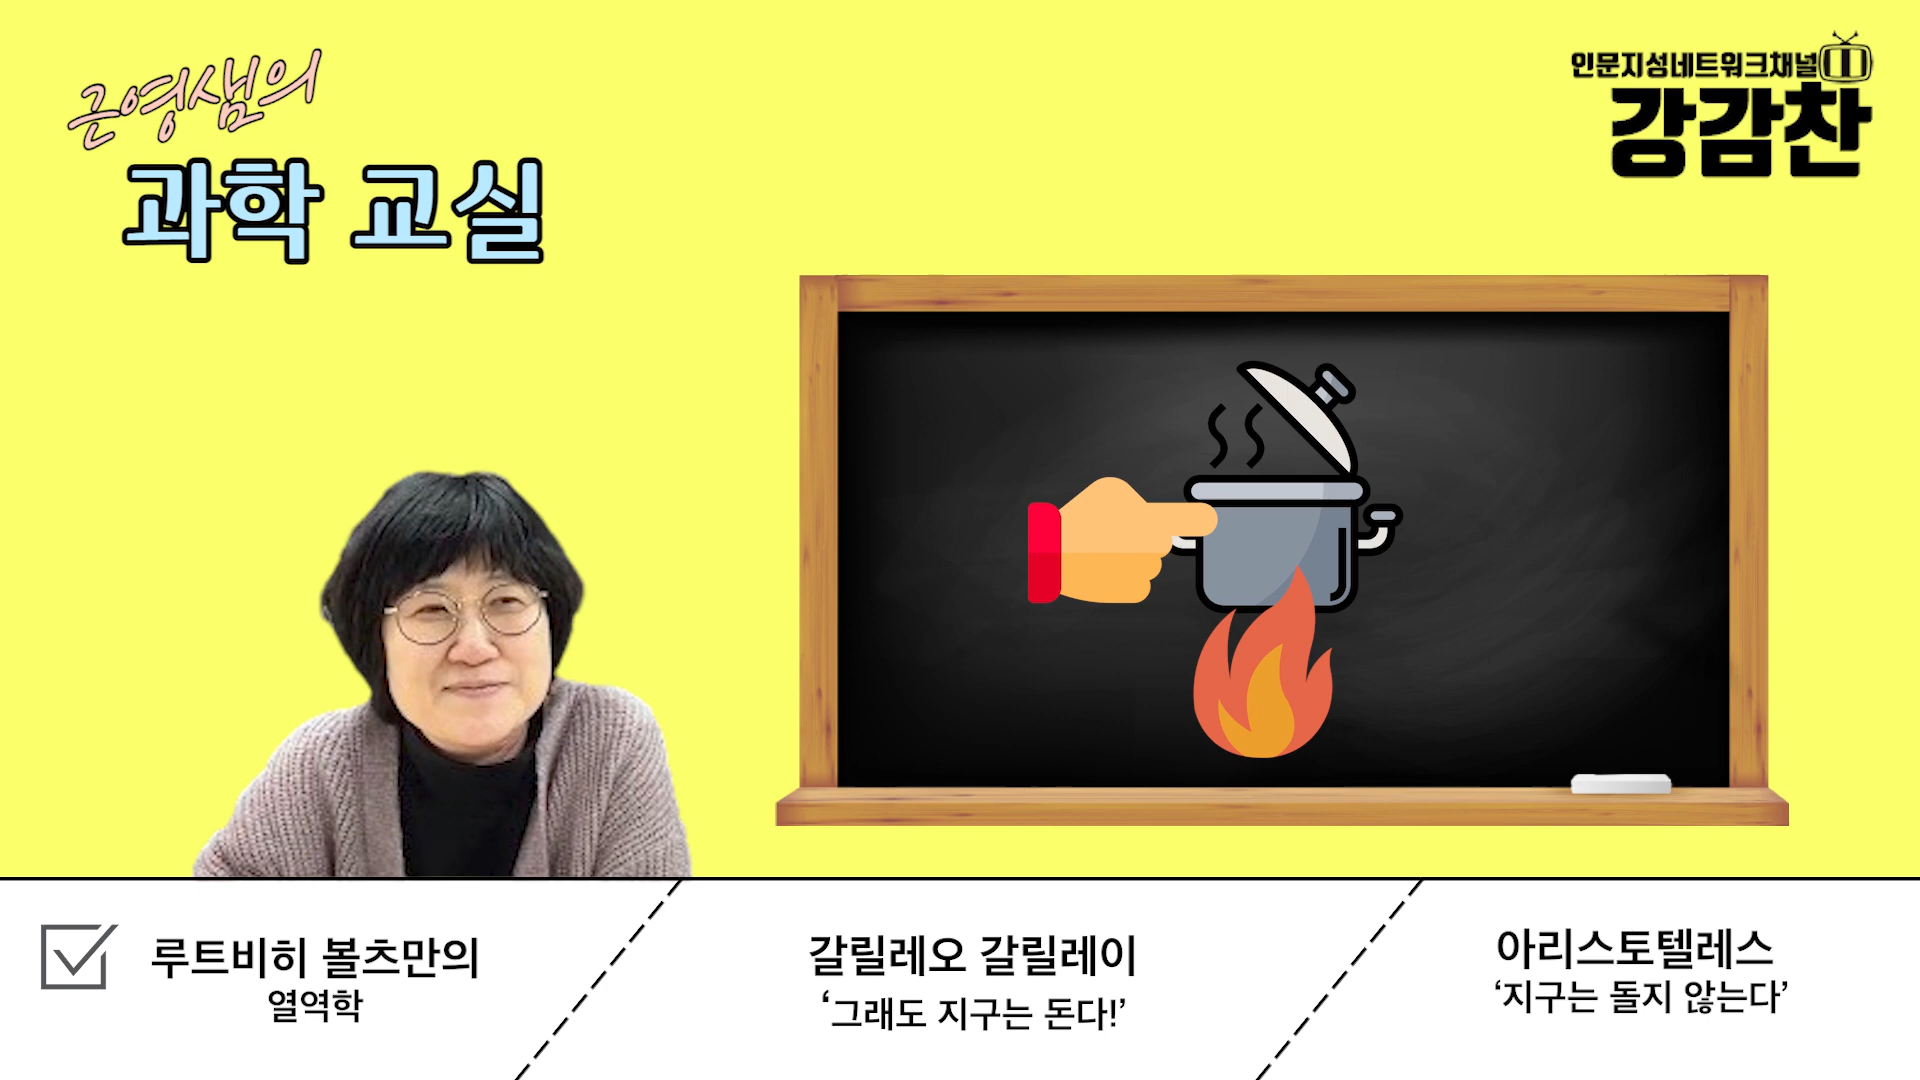 근영샘의
과학 교실
인문지성네트워크채널
강감찬
루트비히 볼츠만의
열역학
갈릴레오 갈릴레이
‘그래도 지구는 돈다!’
아리스토텔레스
‘지구는 돌지 않는다’